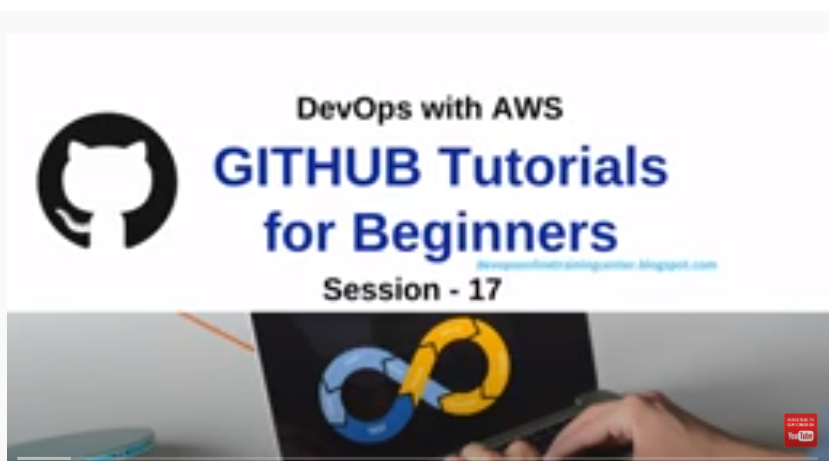 DevOps with AWS
GITHUB Tutorials
for Beginners
devopsonlinetrainingcenter.blogspot.com
Session - 17
YouTube